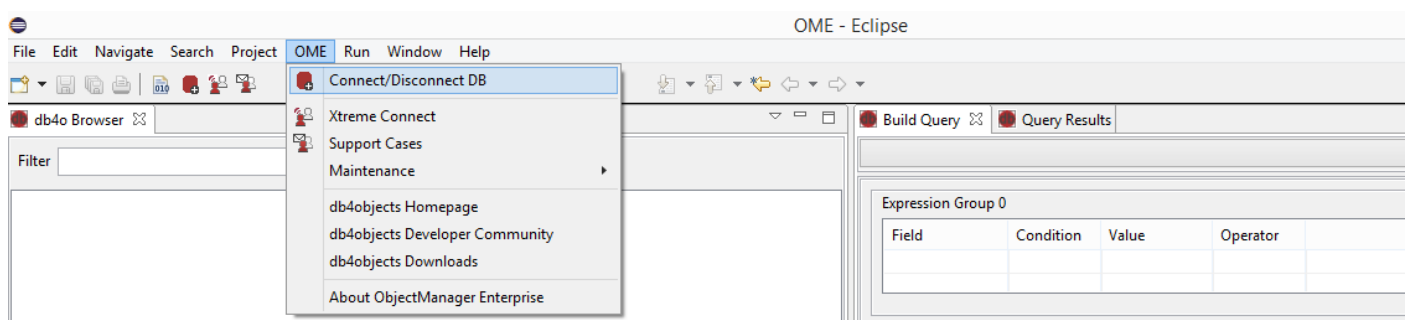 OME - Eclipse
File Edit Navigate Search Project OME Run Window Help
010
Connect/Disconnect DB
Xtreme Connect
Support Cases
Maintenance
db4objects Homepage
db4objects Developer Community
db4objects Downloads
About ObjectManager Enterprise
db4o Browser
Filter
Build Query Query Results
Expression Group 0
Field Condition Value Operator